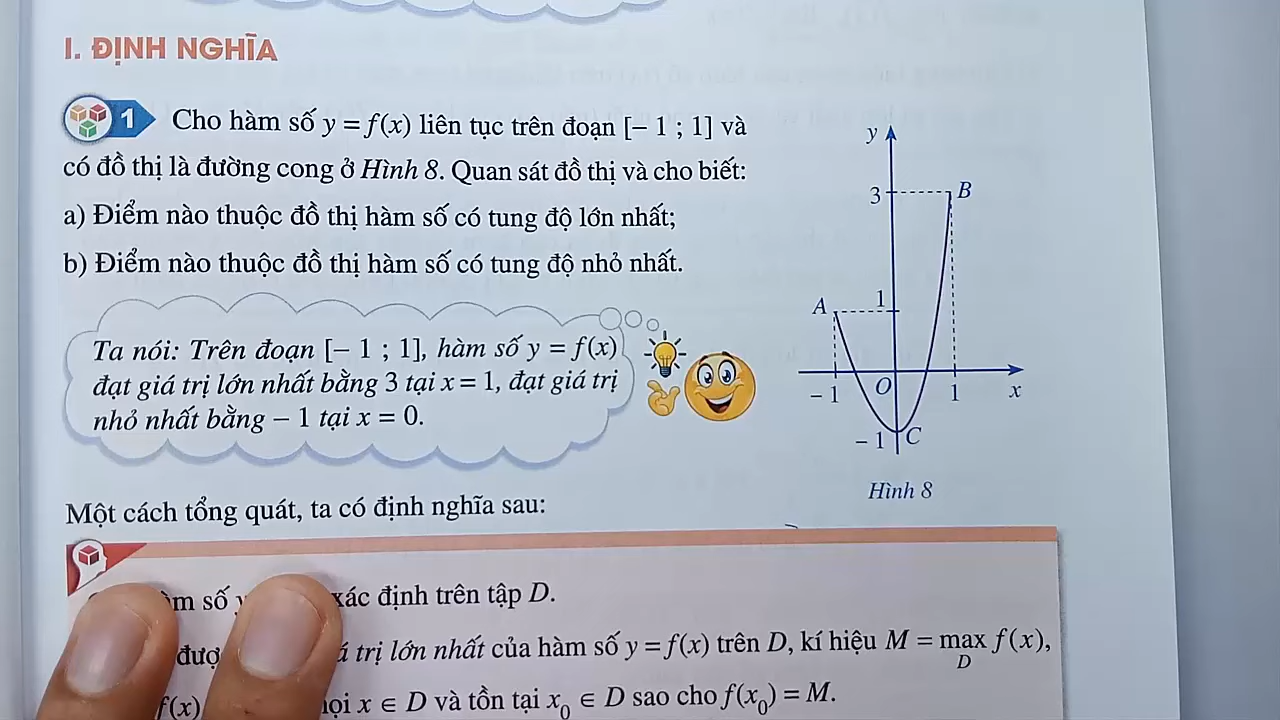 I. ĐỊNH NGHĨA
1 Cho hàm số y = f(x) liên tục trên đoạn [– 1 ; 1] và
có đồ thị là đường cong ở Hình 8. Quan sát đồ thị và cho biết:
a) Điểm nào thuộc đồ thị hàm số có tung độ lớn nhất;
b) Điểm nào thuộc đồ thị hàm số có tung độ nhỏ nhất.
Ta nói: Trên đoạn [– 1 ; 1], hàm số y = f(x)
đạt giá trị lớn nhất bằng 3 tại x = 1, đạt giá trị
nhỏ nhất bằng – 1 tại x = 0.
y
3
B
A
1
– 1
O
1
x
– 1
C
Hình 8
Một cách tổng quát, ta có định nghĩa sau:
số xác định trên tập D.
trị lớn nhất của hàm số y = f(x) trên D, kí hiệu M = max f(x),
D
f(x) x ∈ D và tồn tại x₀ ∈ D sao cho f(x₀) = M.